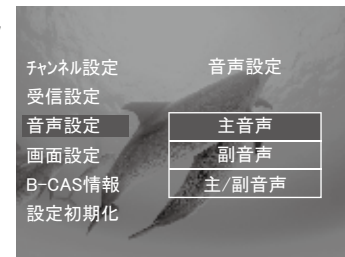 チャンネル設定
受信設定
音声設定
画面設定
B-CAS情報
設定初期化
音声設定
主音声
副音声
主/副音声